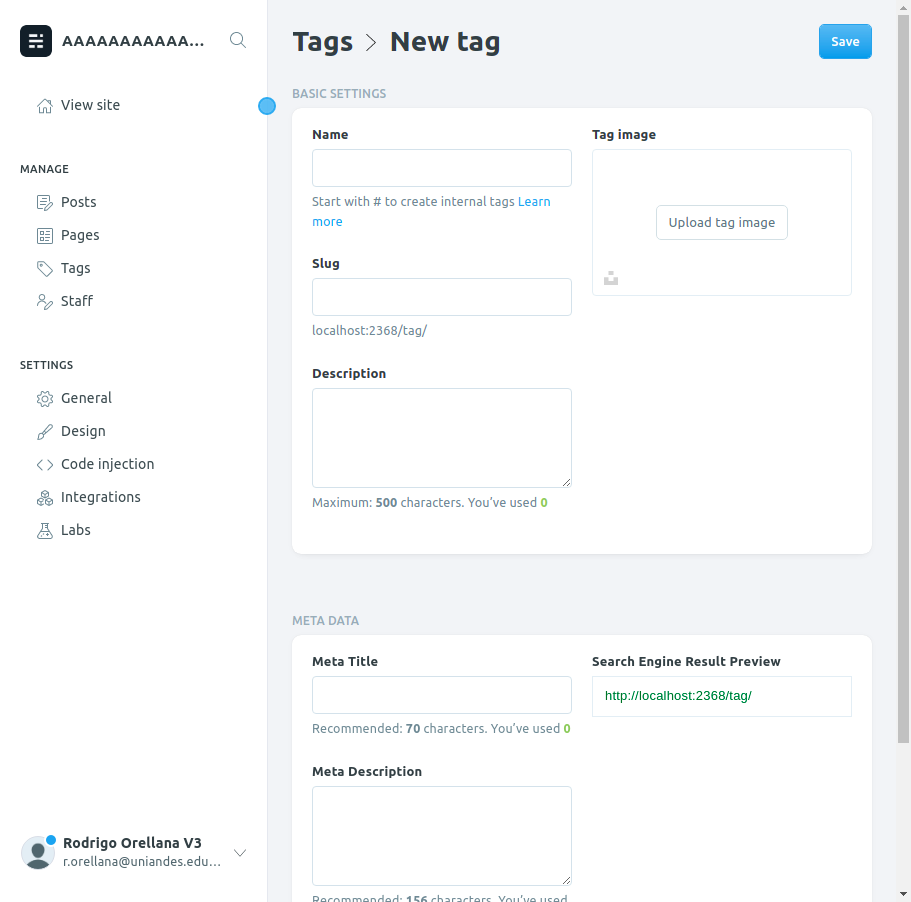 AAAAAAAAAAAA...
View site
MANAGE
Posts
Pages
Tags
Staff
SETTINGS
General
Design
Code injection
Integrations
Labs
Rodrigo Orellana V3
r.orellana@uniandes.edu...
Tags > New tag
Save
BASIC SETTINGS
Name
Start with # to create internal tags Learn
more
Slug
localhost:2368/tag/
Description
Maximum: 500 characters. You’ve used 0
Tag image
Upload tag image
META DATA
Meta Title
Recommended: 70 characters. You’ve used 0
Meta Description
Recommended: 156 characters. You’ve used
Search Engine Result Preview
http://localhost:2368/tag/